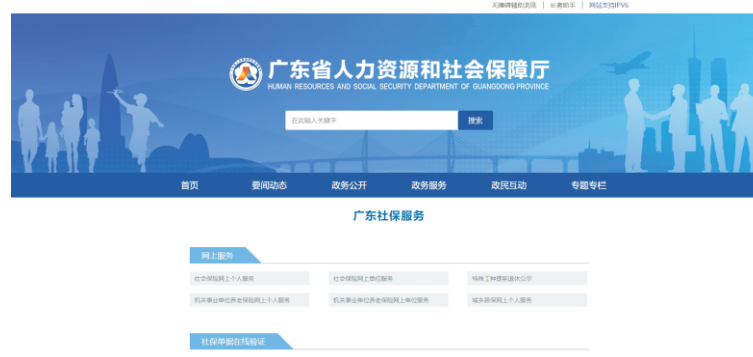 无障碍辅助浏览 | 长者助手 | 网站支持IPV6
广东省人力资源和社会保障厅
HUMAN RESOURCES AND SOCIAL SECURITY DEPARTMENT OF GUANGDONG PROVINCE
在此输入关键字 搜索
首页 要闻动态 政务公开 政务服务 政民互动 专题专栏
广东社保服务
网上服务
社会保险网上个人服务 社会保险网上单位服务 特殊工种提前退休公示
机关事业单位养老保险网上个人服务 机关事业单位养老保险网上单位服务 城乡居保网上个人服务
社保单据在线验证